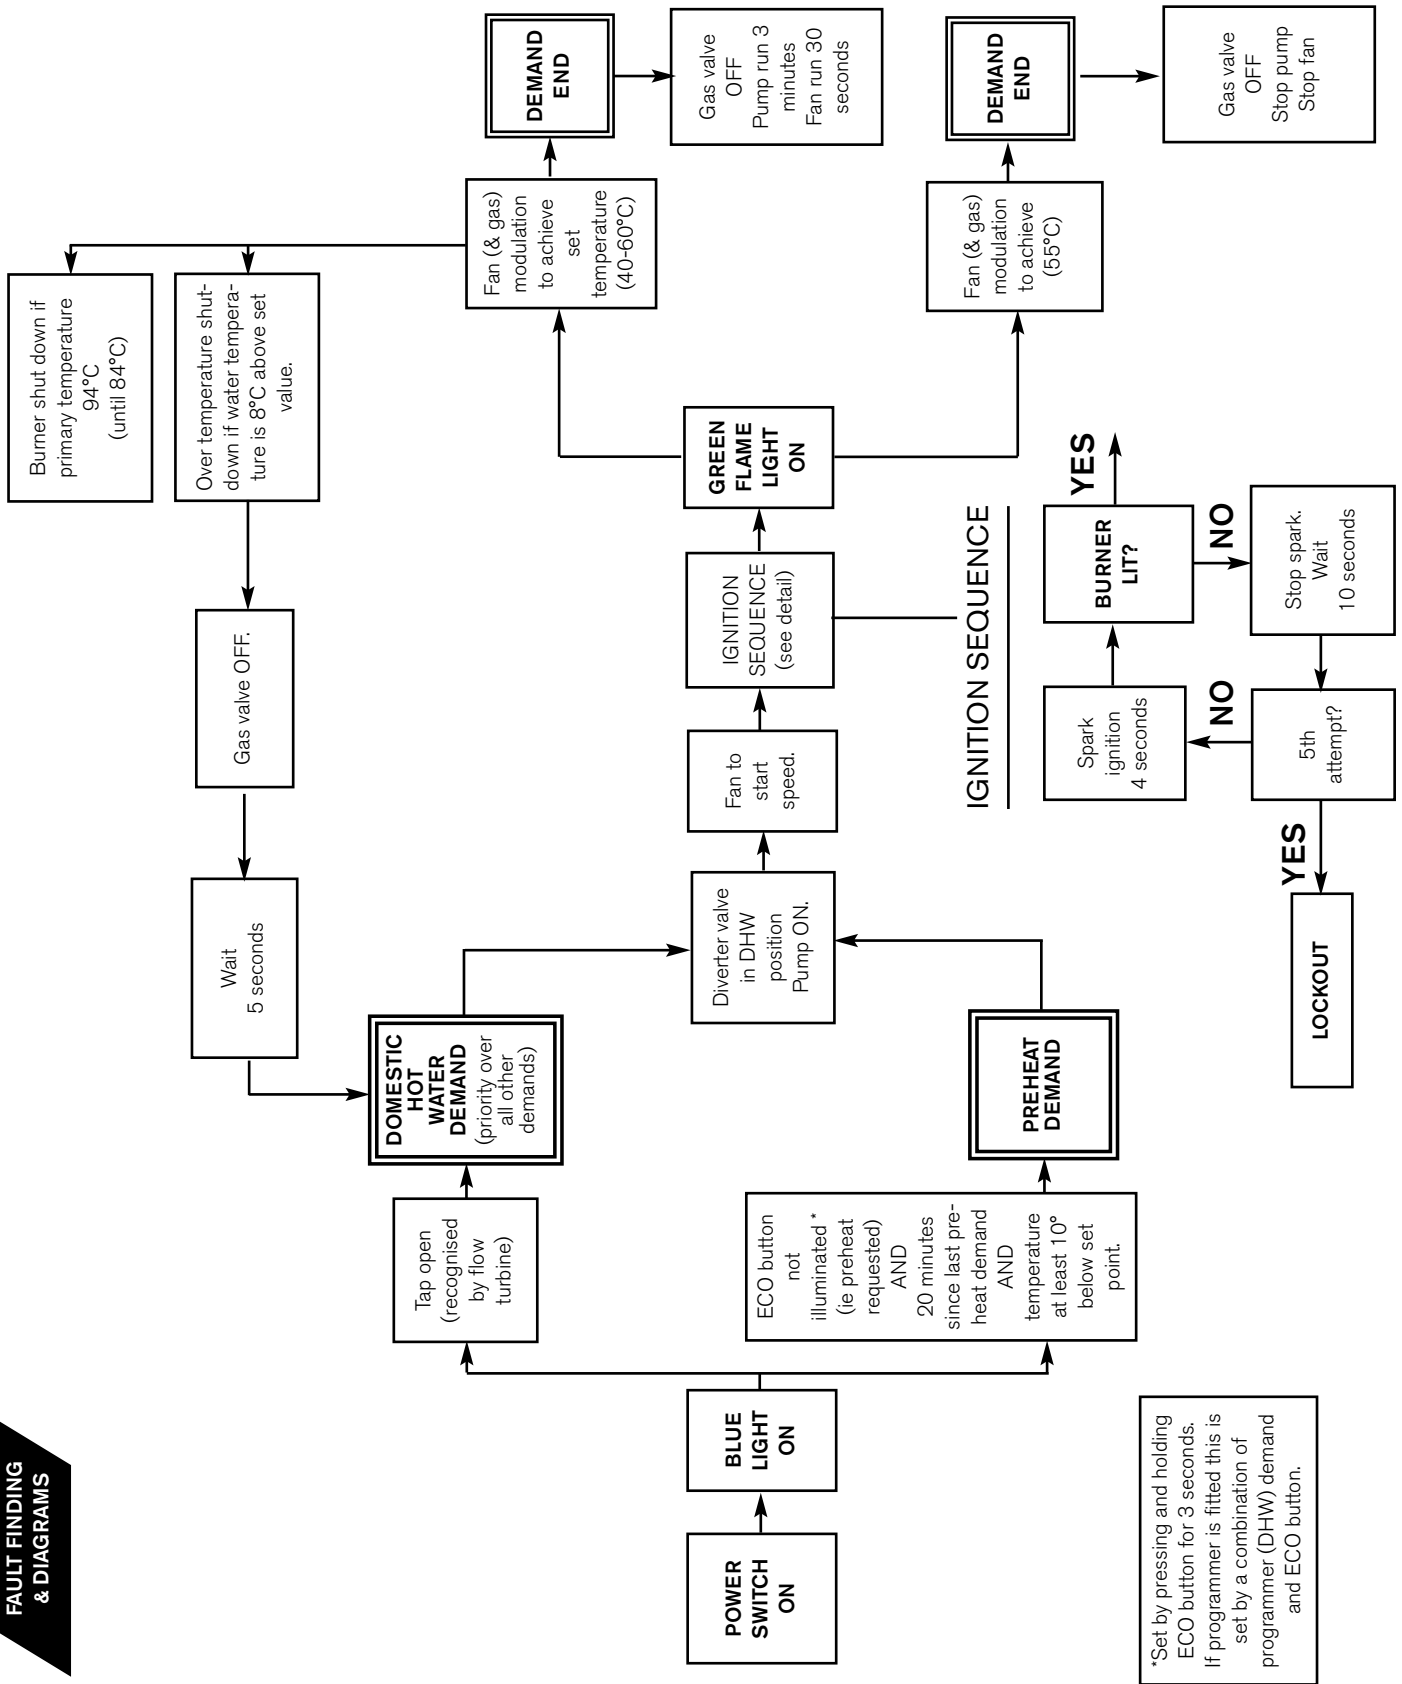 FAULT FINDING
& DIAGRAMS
POWER
SWITCH
ON
BLUE
LIGHT
ON
Tap open
(recognised
by flow
turbine)
DOMESTIC
HOT
WATER
DEMAND
(priority over
all other
demands)
Wait
5 seconds
Gas valve OFF.
Over temperature shut-
down if water tempera-
ture is 8°C above set
value.
Burner shut down if
primary temperature
94°C
(until 84°C)
ECO button
not
illuminated *
(ie preheat
requested)
AND
20 minutes
since last pre-
heat demand
AND
temperature
at least 10°
below set
point.
PREHEAT
DEMAND
Diverter valve
in DHW
position
Pump ON.
Fan to
start
speed.
IGNITION
SEQUENCE
(see detail)
GREEN
FLAME
LIGHT
ON
Fan (& gas)
modulation
to achieve
set
temperature
(40-60°C)
DEMAND
END
Gas valve
OFF
Pump run 3
minutes
Fan run 30
seconds
Fan (& gas)
modulation
to achieve
(55°C)
DEMAND
END
Gas valve
OFF
Stop pump
Stop fan
IGNITION SEQUENCE
Spark
ignition
4 seconds
BURNER
LIT?
YES
NO
Stop spark.
Wait
10 seconds
5th
attempt?
NO
YES
LOCKOUT
*Set by pressing and holding
ECO button for 3 seconds.
If programmer is fitted this is
set by a combination of
programmer (DHW) demand
and ECO button.